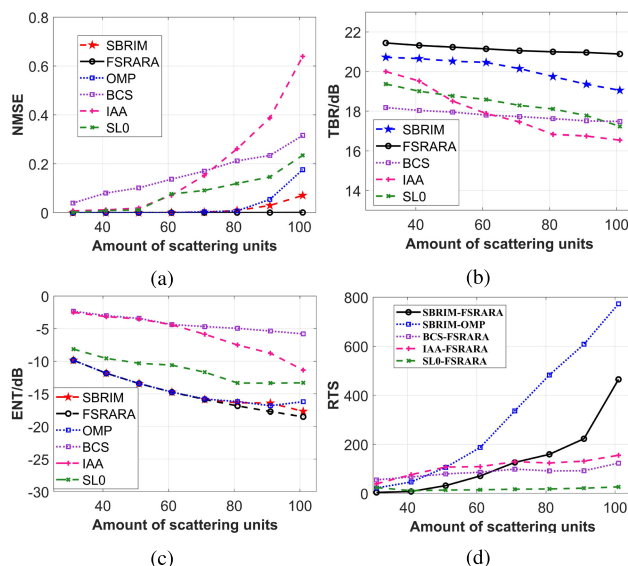 NMSE
0.8
0.6
0.4
0.2
0
SBRIM
FSRARA
OMP
BCS
IAA
SL0
40
60
80
100
Amount of scattering units
(a)
TBR/dB
22
20
18
16
14
SBRIM
FSRARA
BCS
IAA
SL0
40
60
80
100
Amount of scattering units
(b)
ENT/dB
0
-5
-10
-15
-20
-25
-30
SBRIM
FSRARA
OMP
BCS
IAA
SL0
40
60
80
100
Amount of scattering units
(c)
RTS
800
600
400
200
0
SBRIM-FSRARA
SBRIM-OMP
BCS-FSRARA
IAA-FSRARA
SL0-FSRARA
40
60
80
100
Amount of scattering units
(d)